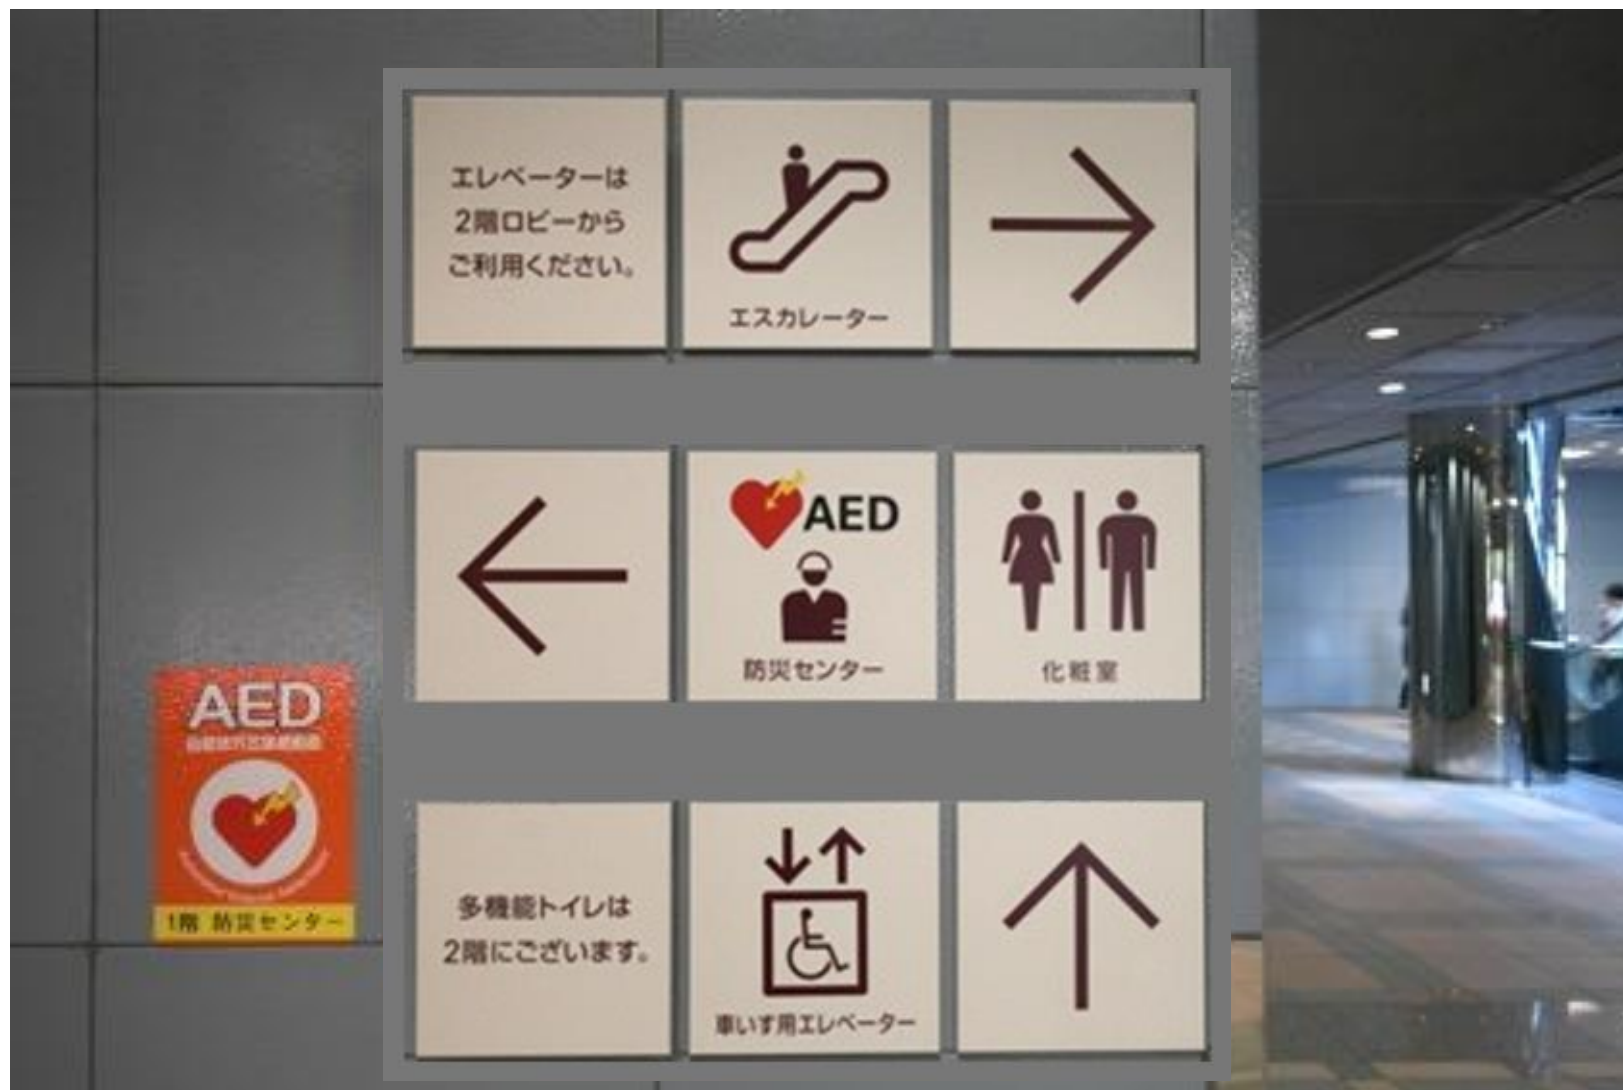 エレベーターは
2階ロビーから
ご利用ください。
エスカレーター
AED
防災センター
化粧室
多機能トイレは
2階にございます。
車いす用エレベーター
AED
1階 防災センター